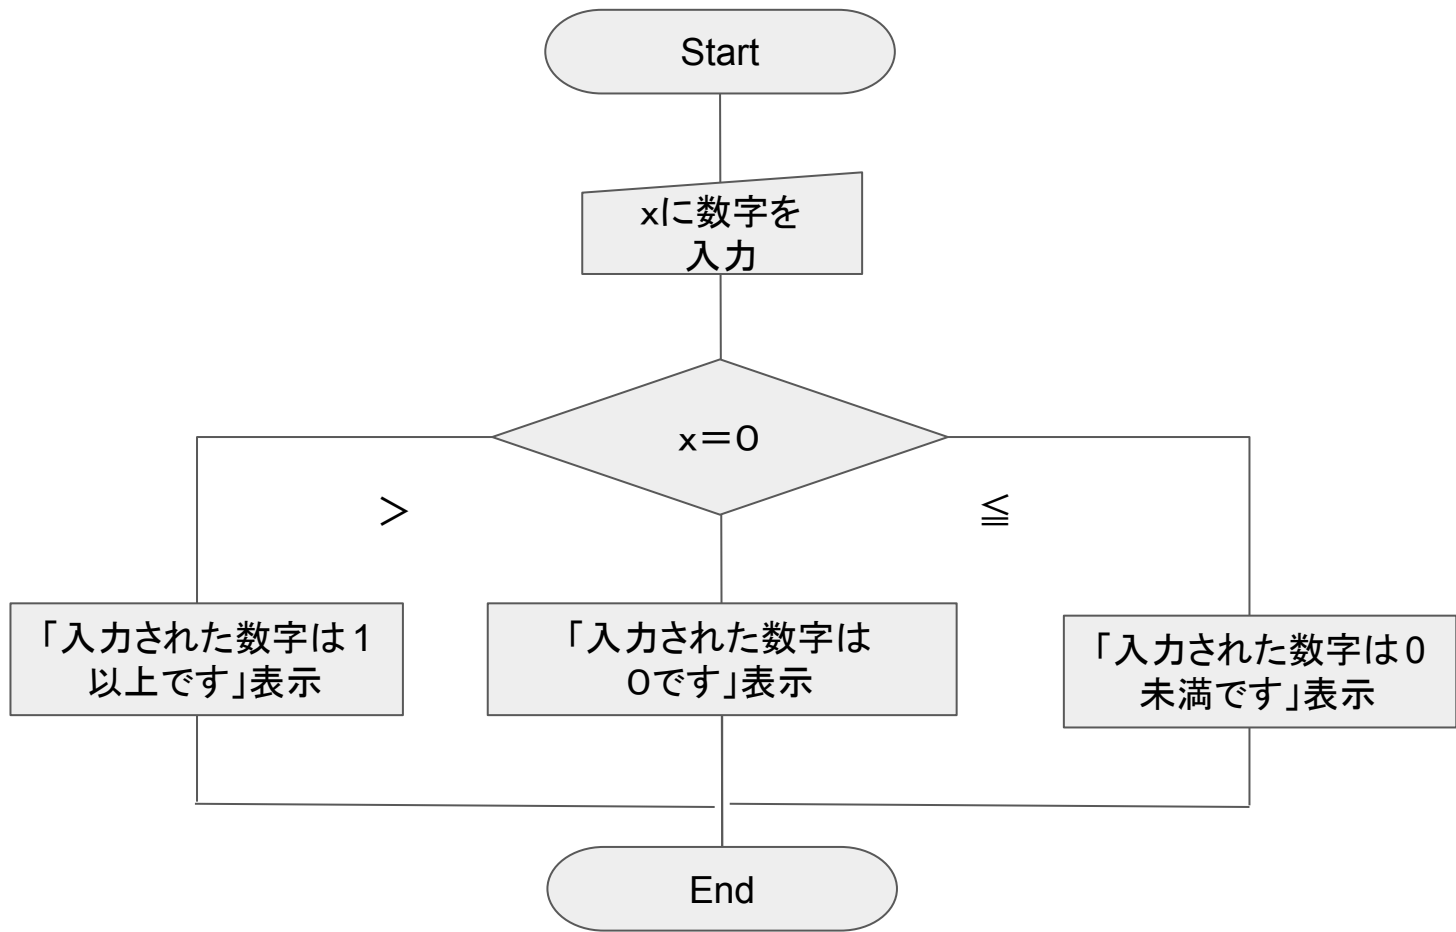 Start
xに数字を
入力
x＝0
＞
≦
「入力された数字は1
以上です」表示
「入力された数字は
0です」表示
「入力された数字は0
未満です」表示
End